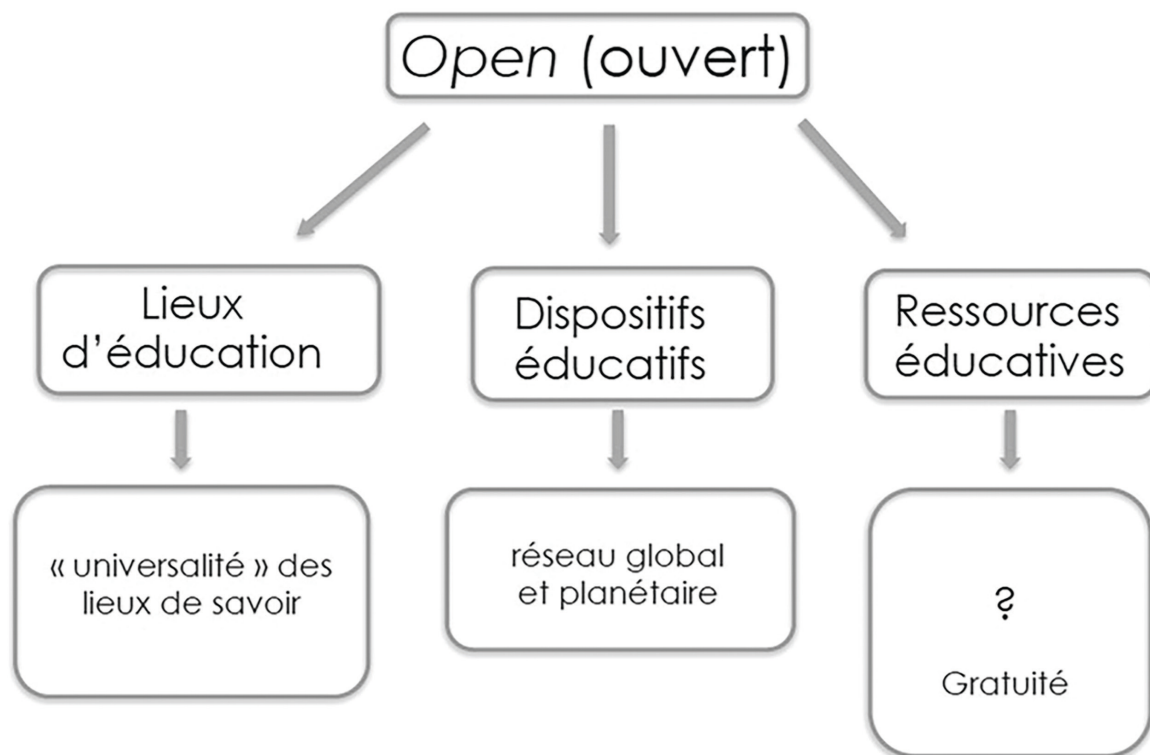 Open (ouvert)
Lieux
d'éducation
Dispositifs
éducatifs
Ressources
éducatives
« universalité » des
lieux de savoir
réseau global
et planétaire
?
Gratuité